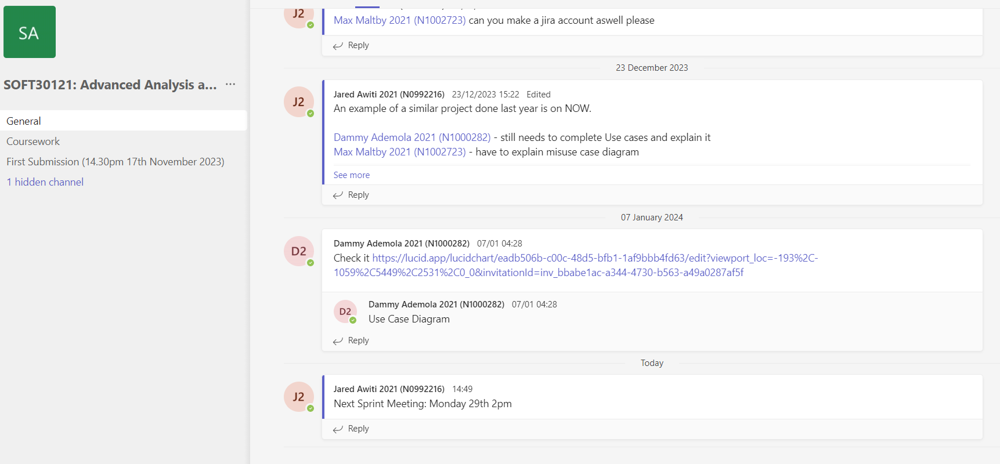 SA
SOFT30121: Advanced Analysis a... ...
General
Coursework
First Submission (14.30pm 17th November 2023)
1 hidden channel
J2
Max Maltby 2021 (N1002723) can you make a jira account aswell please
Reply
23 December 2023
J2
Jared Awiti 2021 (N0992216) 23/12/2023 15:22 Edited
An example of a similar project done last year is on NOW.
Dammy Ademola 2021 (N1000282) - still needs to complete Use cases and explain it
Max Maltby 2021 (N1002723) - have to explain misuse case diagram
See more
Reply
07 January 2024
D2
Dammy Ademola 2021 (N1000282) 07/01 04:28
Check it https://lucid.app/lucidchart/eadb506b-c00c-48d5-bfb1-1af9bbb4fd63/edit?viewport_loc=-193%2C-
1059%2C5449%2C2531%2C0_0&invitationId=inv_bbabe1ac-a344-4730-b563-a49a0287af5f
D2
Dammy Ademola 2021 (N1000282) 07/01 04:28
Use Case Diagram
Reply
Today
J2
Jared Awiti 2021 (N0992216) 14:49
Next Sprint Meeting: Monday 29th 2pm
Reply